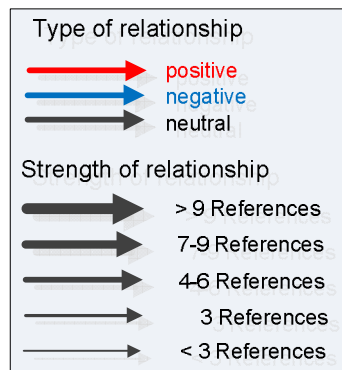 Type of relationship
positive
negative
neutral
Strength of relationship
> 9 References
7-9 References
4-6 References
3 References
< 3 References